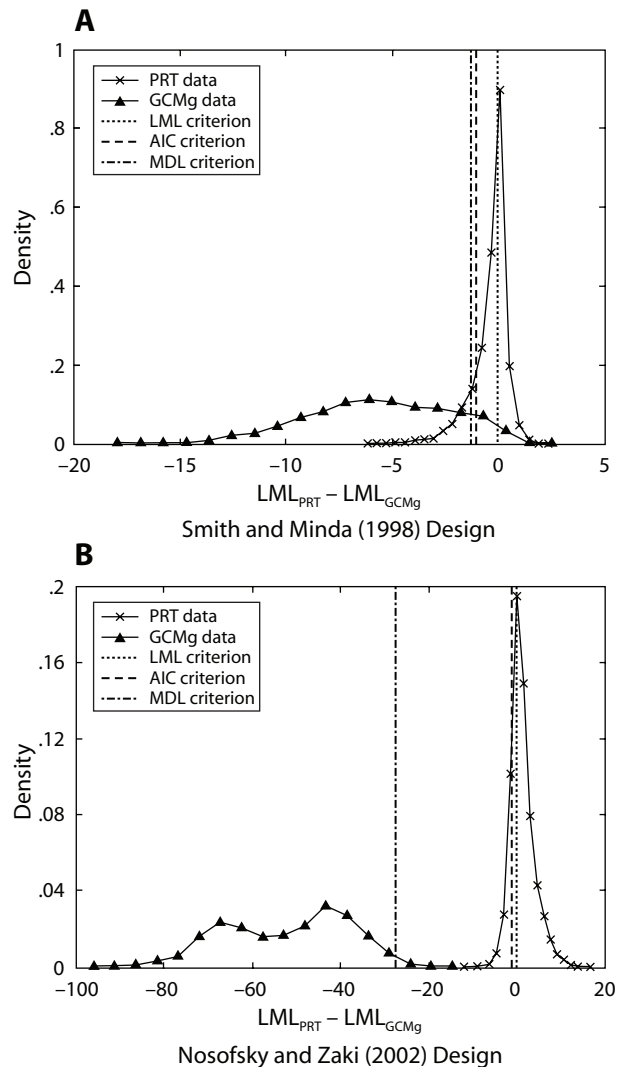 A
1
.8
.6
.4
.2
0
Density
PRT data
GCMg data
LML criterion
AIC criterion
MDL criterion
−20 −15 −10 −5 0 5
LMLPRT – LMLGCMg
Smith and Minda (1998) Design
B
.2
.16
.12
.08
.04
0
Density
PRT data
GCMg data
LML criterion
AIC criterion
MDL criterion
−100 −80 −60 −40 −20 0 20
LMLPRT – LMLGCMg
Nosofsky and Zaki (2002) Design